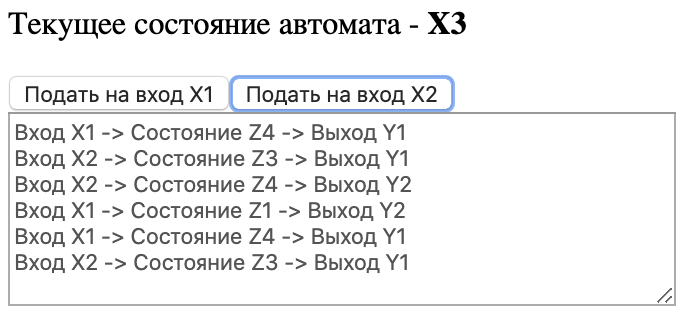 Текущее состояние автомата - X3
Подать на вход X1 Подать на вход X2
Вход X1 -> Состояние Z4 -> Выход Y1
Вход X2 -> Состояние Z3 -> Выход Y1
Вход X2 -> Состояние Z4 -> Выход Y2
Вход X1 -> Состояние Z1 -> Выход Y2
Вход X1 -> Состояние Z4 -> Выход Y1
Вход X2 -> Состояние Z3 -> Выход Y1